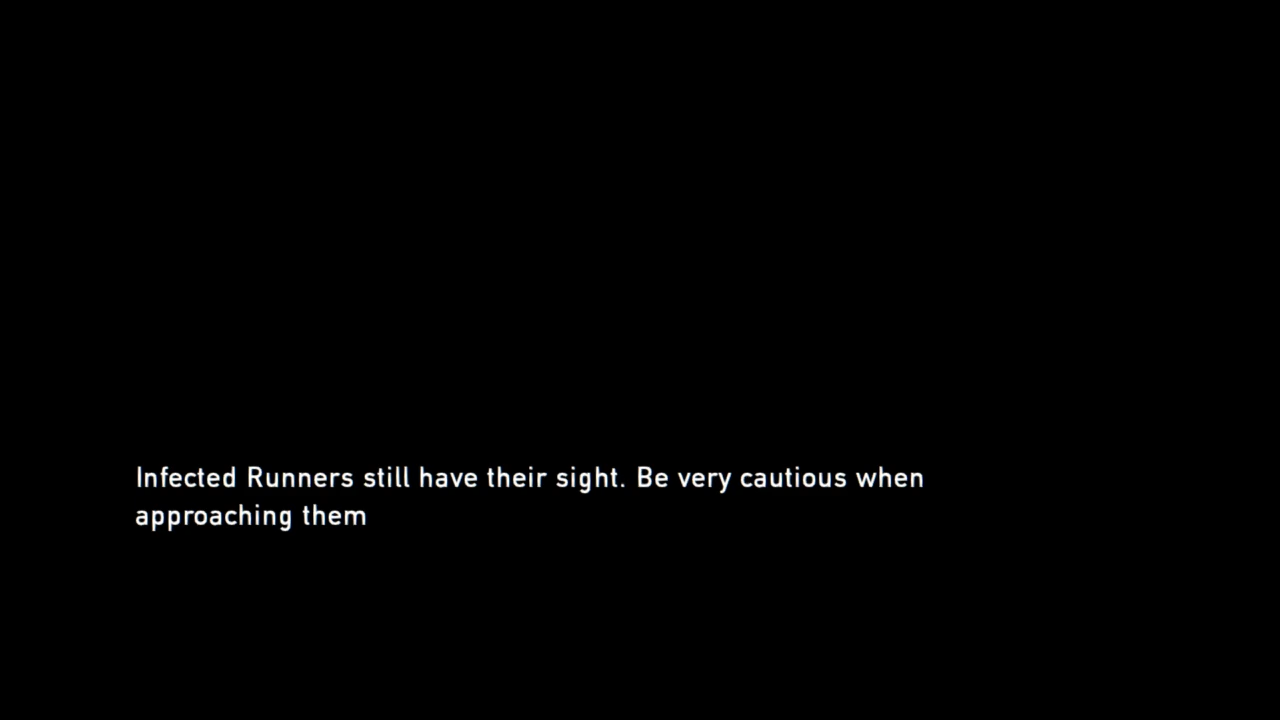 Infected Runners still have their sight. Be very cautious when
approaching them